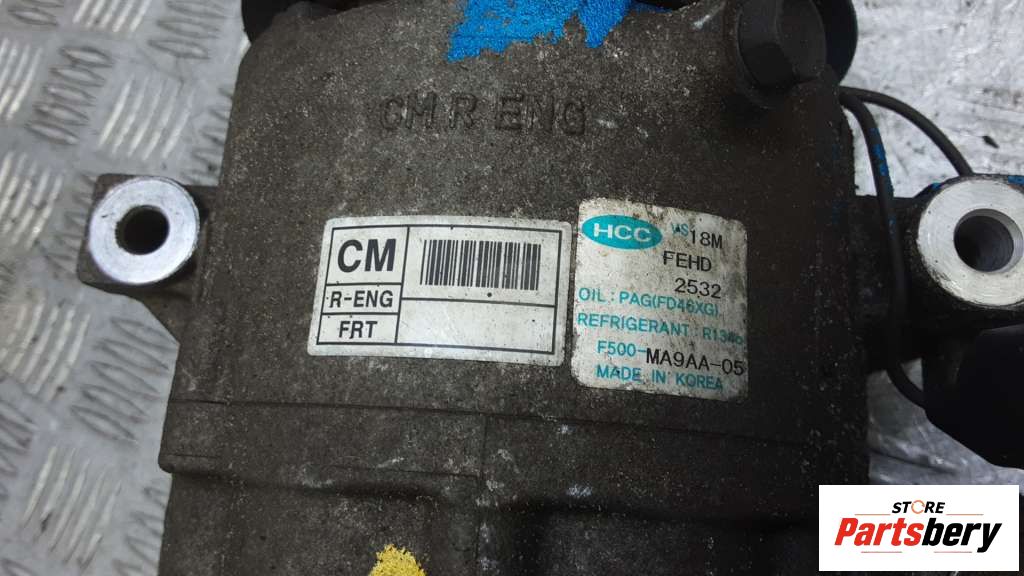 CM R ENG
CM
R-ENG
FRT
HCC VS18M
FEHD
2532
OIL : PAG(FD46XG)
REFRIGERANT : R134a
F500-MA9AA-05
MADE IN KOREA
STORE
Partsbery